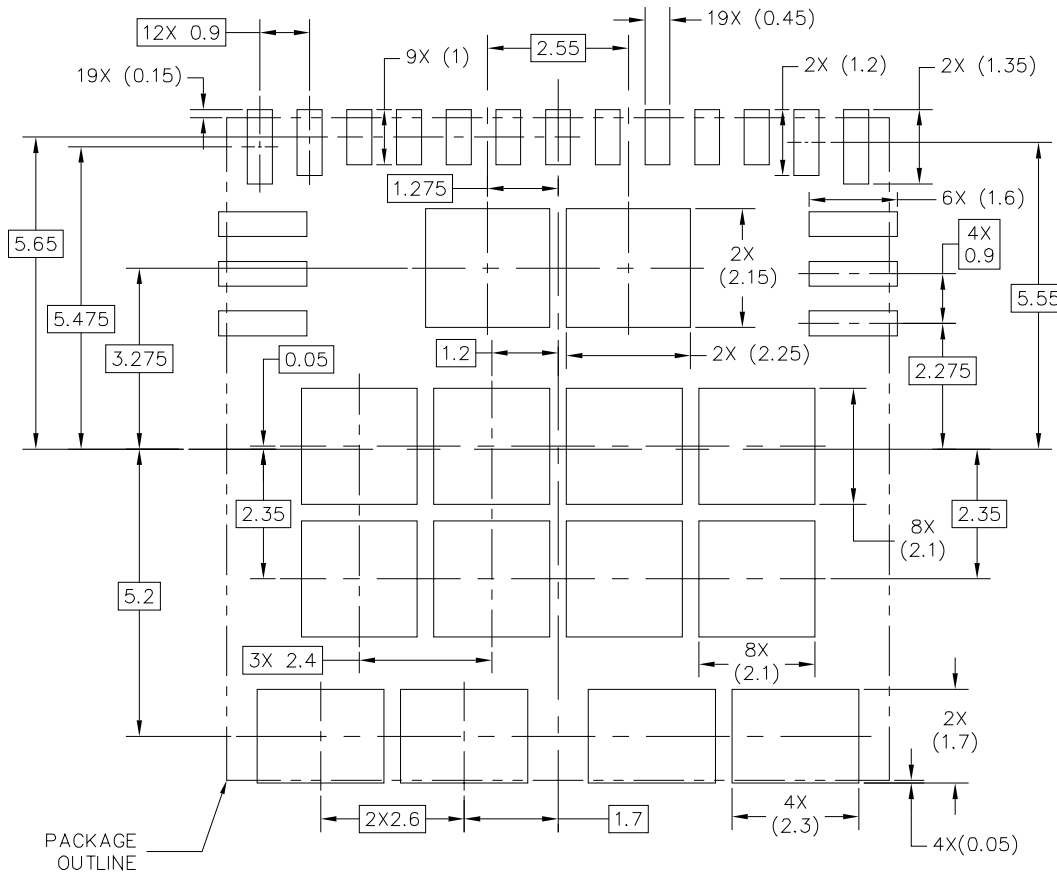 12X 0.9
19X (0.45)
2.55
9X (1)
2X (1.2)
2X (1.35)
19X (0.15)
1.275
6X (1.6)
5.65
4X
0.9
2X
(2.15)
5.55
5.475
3.275
0.05
1.2
2X (2.25)
2.275
2.35
8X
(2.1)
2.35
5.2
3X 2.4
8X
(2.1)
2X
(1.7)
2X2.6
1.7
4X
(2.3)
4X(0.05)
PACKAGE
OUTLINE